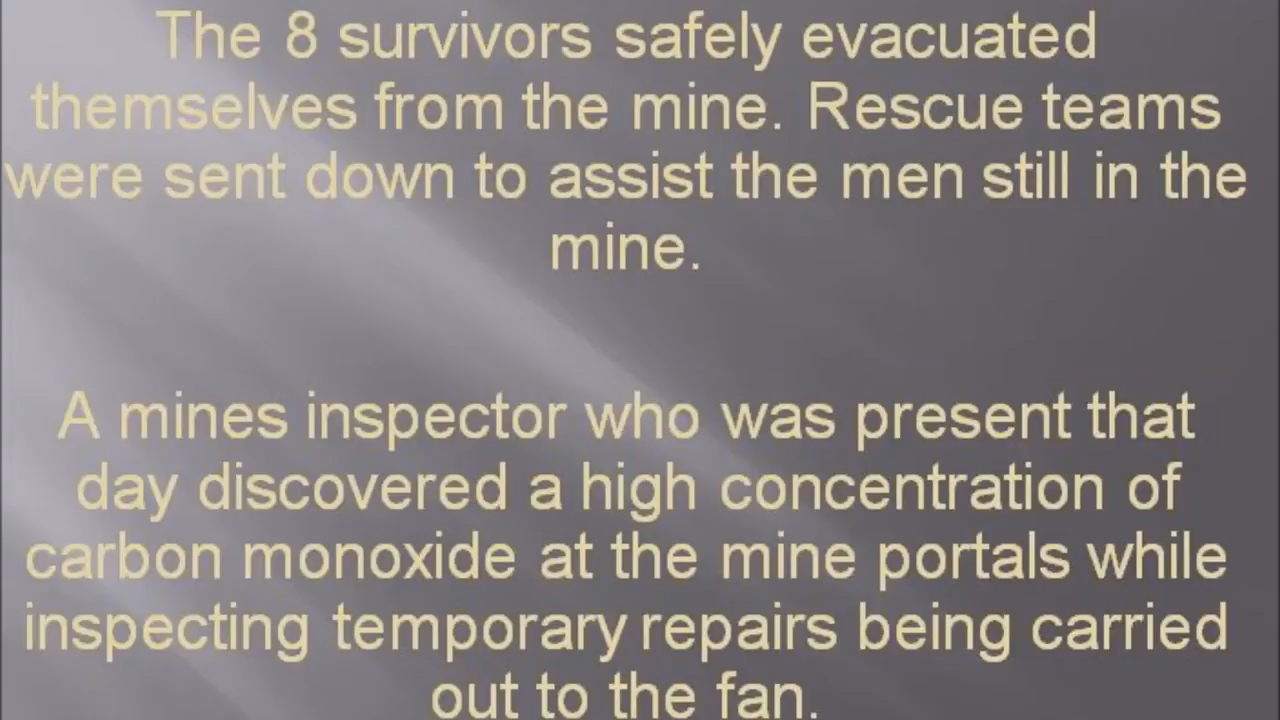 The 8 survivors safely evacuated
themselves from the mine. Rescue teams
were sent down to assist the men still in the
mine.
A mines inspector who was present that
day discovered a high concentration of
carbon monoxide at the mine portals while
inspecting temporary repairs being carried
out to the fan.